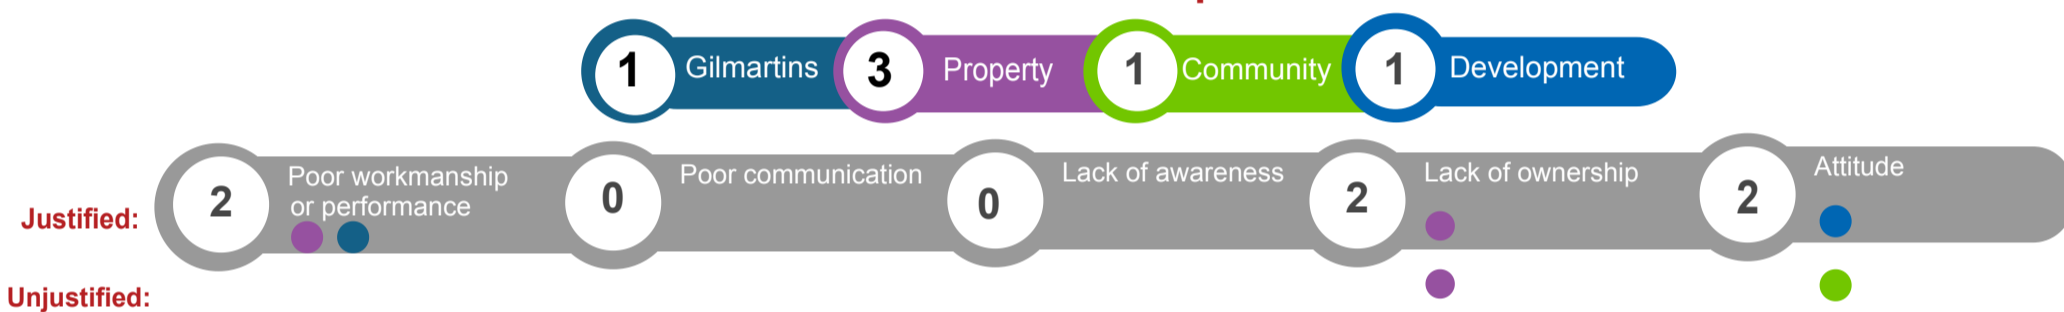 1 Gilmartins 3 Property 1 Community 1 Development
2 Poor workmanship
or performance
0 Poor communication
0 Lack of awareness
2 Lack of ownership
2 Attitude
Justified:
Unjustified: